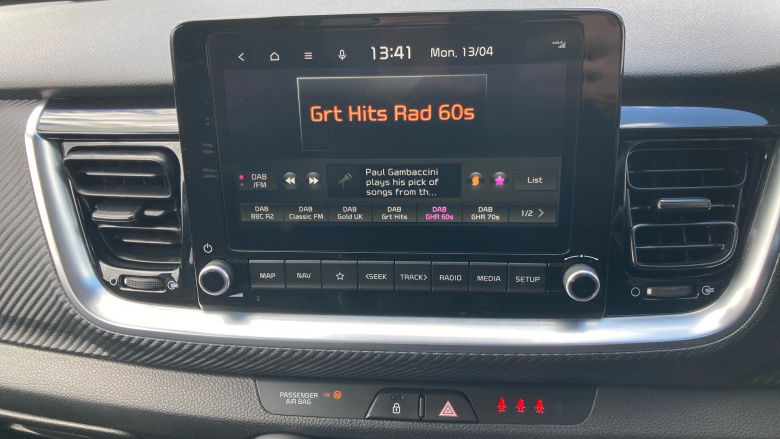 13:41 Mon, 13/04
Grt Hits Rad 60s
DAB
/FM
Paul Gambaccini
plays his pick of
songs from th...
List
DAB
BBC R2
DAB
Classic FM
DAB
Gold UK
DAB
Grt Hits
DAB
GHR 60s
DAB
GHR 70s
1/2 >
MAP NAV <SEEK TRACK> RADIO MEDIA SETUP
PASSENGER
AIR BAG
ON